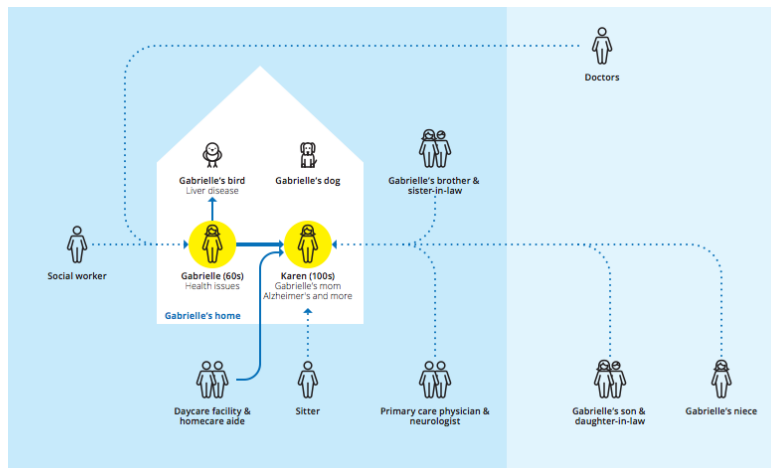 Doctors
Gabrielle's bird
Liver disease
Gabrielle's dog
Gabrielle's brother &
sister-in-law
Social worker
Gabrielle (60s)
Health issues
Karen (100s)
Gabrielle's mom
Alzheimer's and more
Gabrielle's home
Daycare facility &
homecare aide
Sitter
Primary care physician &
neurologist
Gabrielle's son &
daughter-in-law
Gabrielle's niece